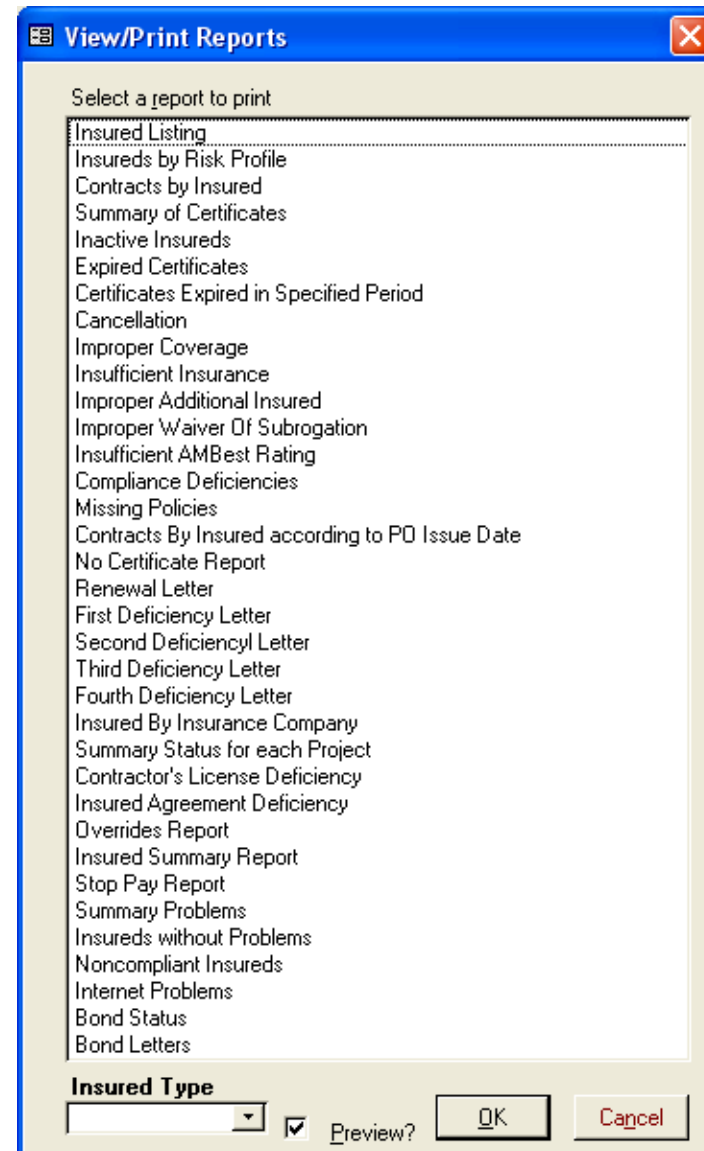 View/Print Reports
Select a report to print
Insured Listing
Insureds by Risk Profile
Contracts by Insured
Summary of Certificates
Inactive Insureds
Expired Certificates
Certificates Expired in Specified Period
Cancellation
Improper Coverage
Insufficient Insurance
Improper Additional Insured
Improper Waiver Of Subrogation
Insufficient AMBest Rating
Compliance Deficiencies
Missing Policies
Contracts By Insured according to PO Issue Date
No Certificate Report
Renewal Letter
First Deficiency Letter
Second Deficiencyl Letter
Third Deficiency Letter
Fourth Deficiency Letter
Insured By Insurance Company
Summary Status for each Project
Contractor's License Deficiency
Insured Agreement Deficiency
Overrides Report
Insured Summary Report
Stop Pay Report
Summary Problems
Insureds without Problems
Noncompliant Insureds
Internet Problems
Bond Status
Bond Letters
Insured Type
Preview? OK Cancel